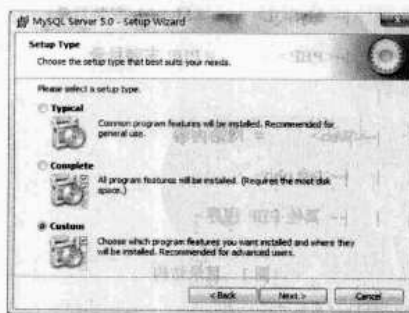 MySQL Server 5.0 - Setup Wizard
Setup Type
Choose the setup type that best suits your needs.
Please select a setup type.
Typical
Common program features will be installed. Recommended for
general use.
Complete
All program features will be installed. (Requires the most disk
space.)
Custom
Choose which program features you want installed and where they
will be installed. Recommended for advanced users.
< Back
Next >
Cancel